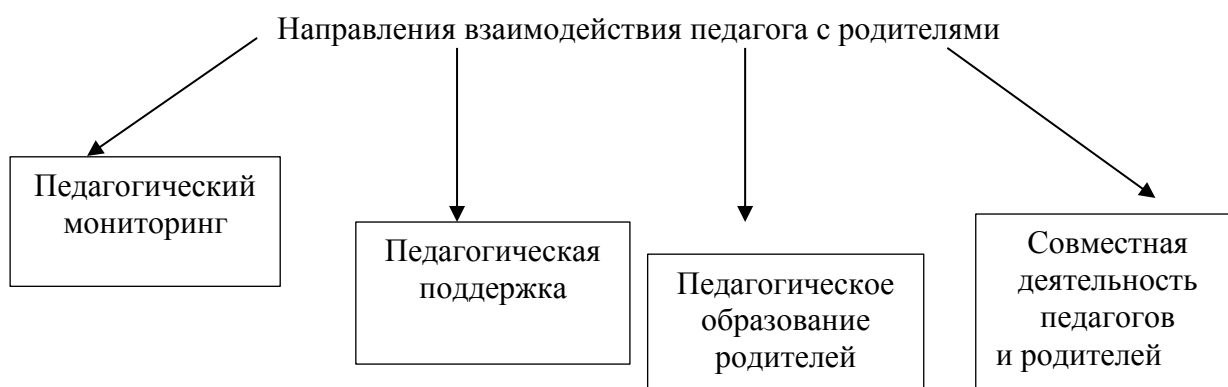 Направления взаимодействия педагога с родителями
Педагогический
мониторинг
Педагогическая
поддержка
Педагогическое
образование
родителей
Совместная
деятельность
педагогов
и родителей